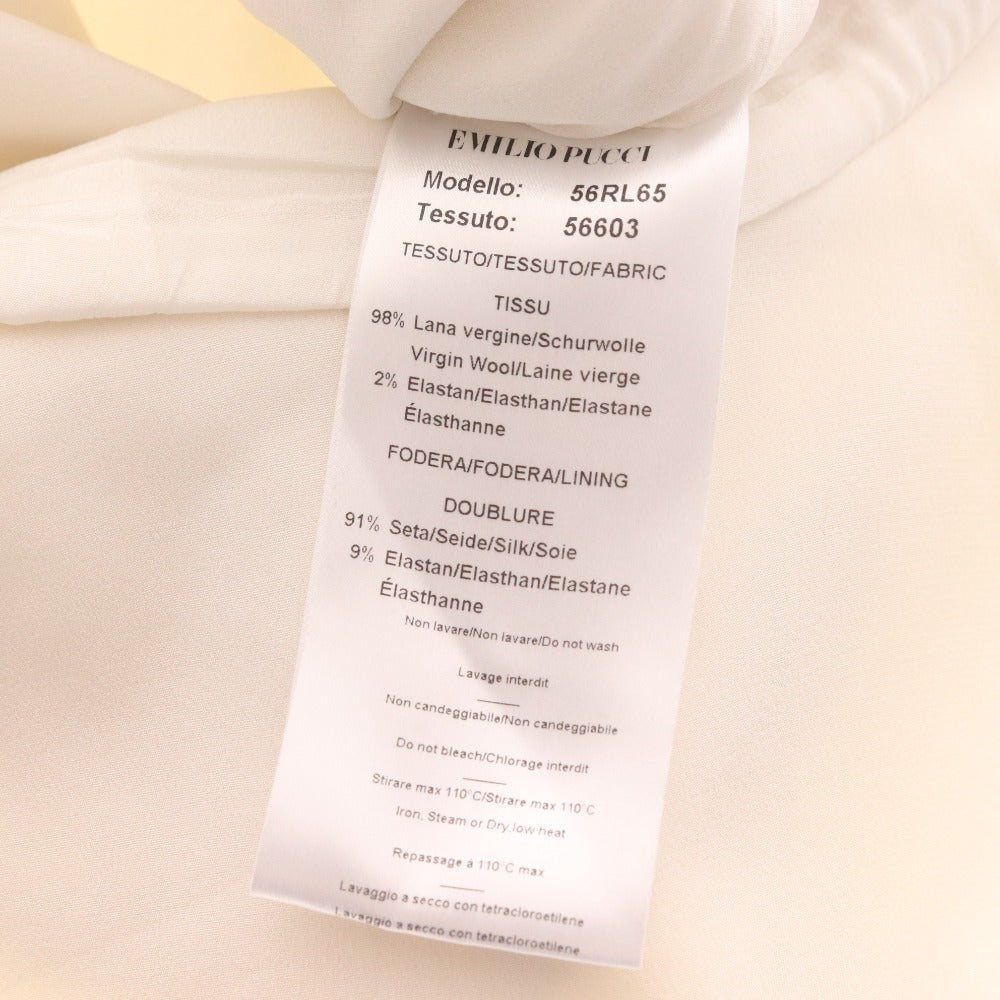 EMILIO PUCCI
Modello: 56RL65
Tessuto: 56603
TESSUTO/TESSUTO/FABRIC
TISSU
98% Lana vergine/Schurwolle
Virgin Wool/Laine vierge
2% Elastan/Elasthan/Elastane
Élasthanne
FODERA/FODERA/LINING
DOUBLURE
91% Seta/Seide/Silk/Soie
9% Elastan/Elasthan/Elastane
Élasthanne
Non lavare/Non lavare/Do not wash
Lavage interdit
Non candeggiabile/Non candeggiabile
Do not bleach/Chlorage interdit
Stirare max 110°C/Stirare max 110°C
Iron, Steam or Dry,low heat
Repassage à 110°C max
Lavaggio a secco con tetracloroetilene
Lavaggio a secco con tetracloroetilene